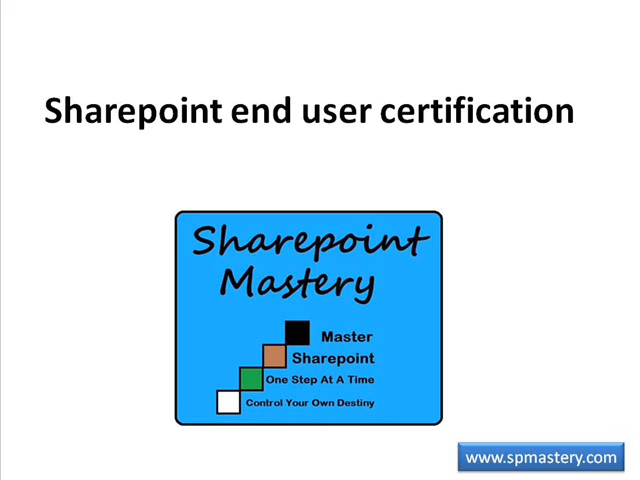 Sharepoint end user certification
Sharepoint
Mastery
Master
Sharepoint
One Step At A Time
Control Your Own Destiny
www.spmastery.com